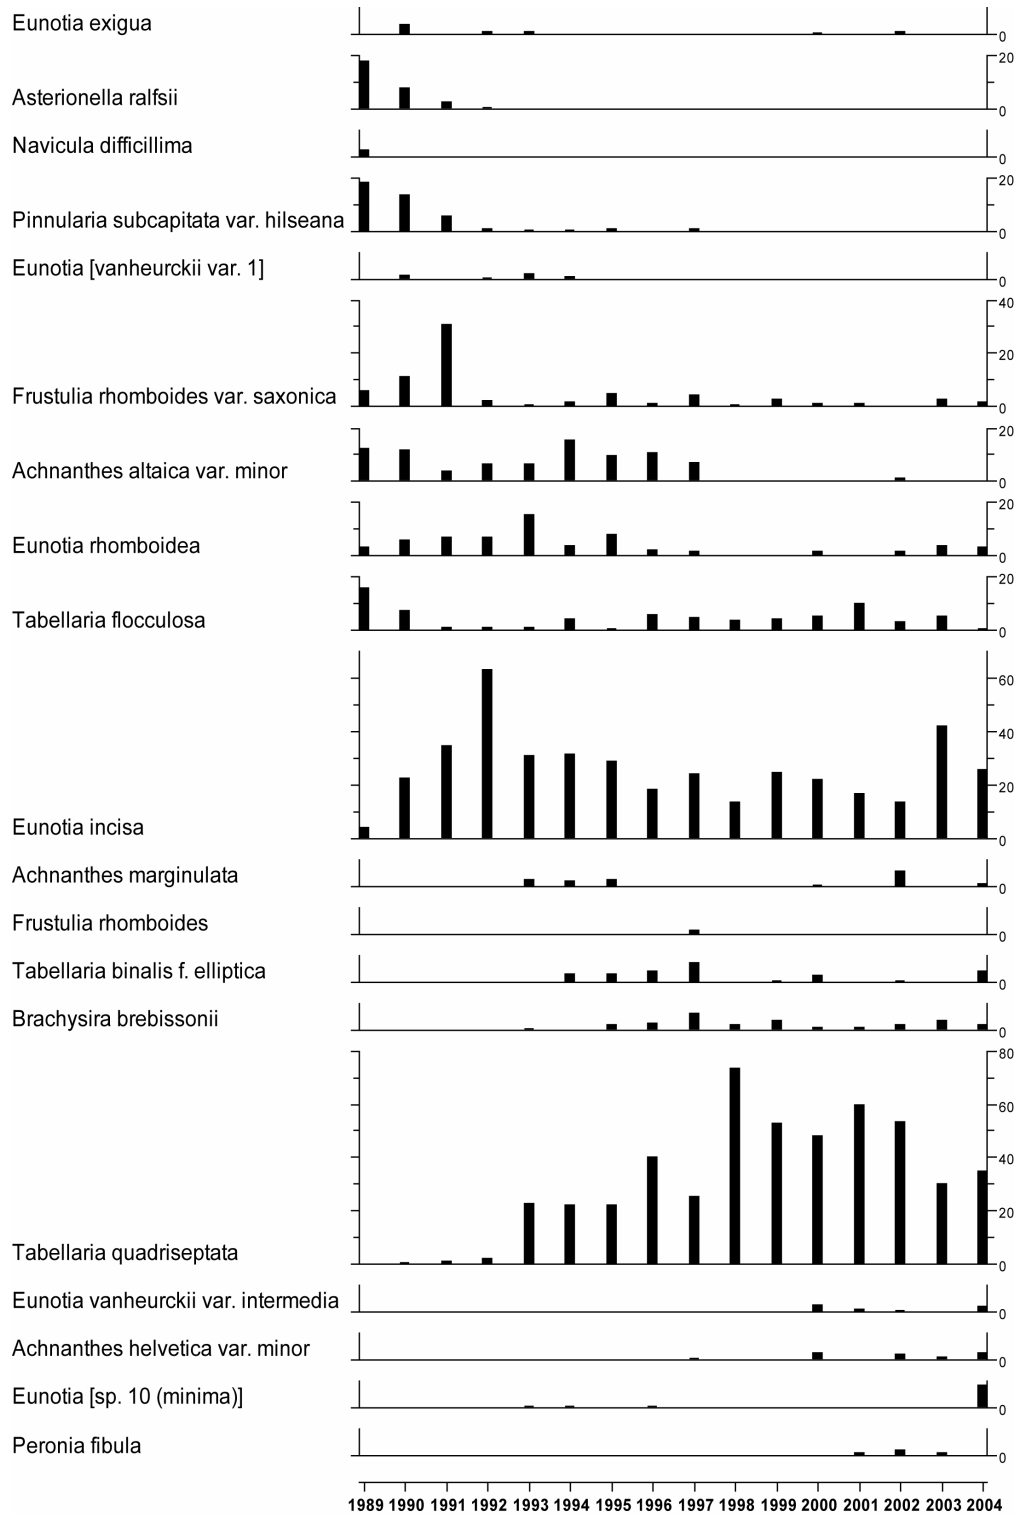 Eunotia exigua
0
20
Asterionella ralfsii
0
Navicula difficillima
0
20
Pinnularia subcapitata var. hilseana
0
Eunotia [vanheurckii var. 1]
0
40
20
Frustulia rhomboides var. saxonica
0
20
Achnanthes altaica var. minor
0
20
Eunotia rhomboidea
0
20
Tabellaria flocculosa
0
60
40
20
Eunotia incisa
0
Achnanthes marginulata
0
Frustulia rhomboides
0
Tabellaria binalis f. elliptica
0
Brachysira brebissonii
0
80
60
40
20
Tabellaria quadriseptata
0
Eunotia vanheurckii var. intermedia
0
Achnanthes helvetica var. minor
0
Eunotia [sp. 10 (minima)]
0
Peronia fibula
0
1989 1990 1991 1992 1993 1994 1995 1996 1997 1998 1999 2000 2001 2002 2003 2004